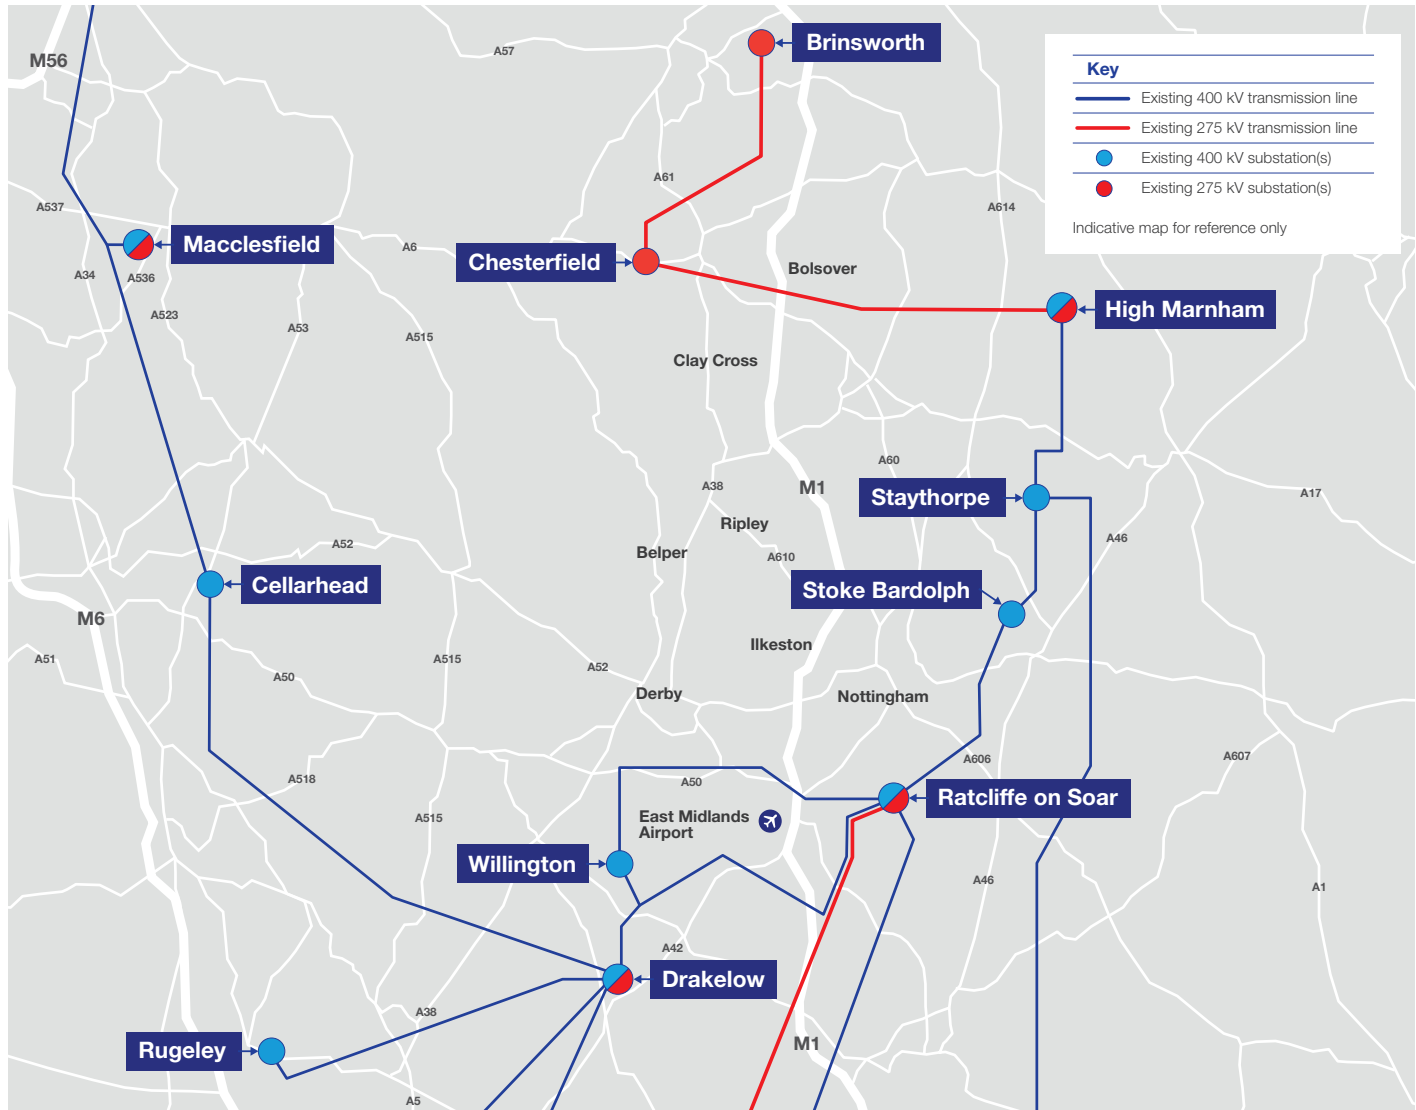 M56
A57
Brinsworth
Key
Existing 400 kV transmission line
Existing 275 kV transmission line
Existing 400 kV substation(s)
Existing 275 kV substation(s)
Indicative map for reference only
A61
A537
A614
Macclesfield
A6
Chesterfield
Bolsover
A34
A536
A523
A53
A515
High Marnham
Clay Cross
A60
A38
M1
Staythorpe
A17
Ripley
A46
A52
Belper
A610
Cellarhead
Stoke Bardolph
M6
Ilkeston
A51
A515
A52
A50
Derby
Nottingham
A606
A607
A518
A50
Ratcliffe on Soar
A515
East Midlands
Airport
Willington
A46
A1
A42
Drakelow
A38
Rugeley
M1
A5